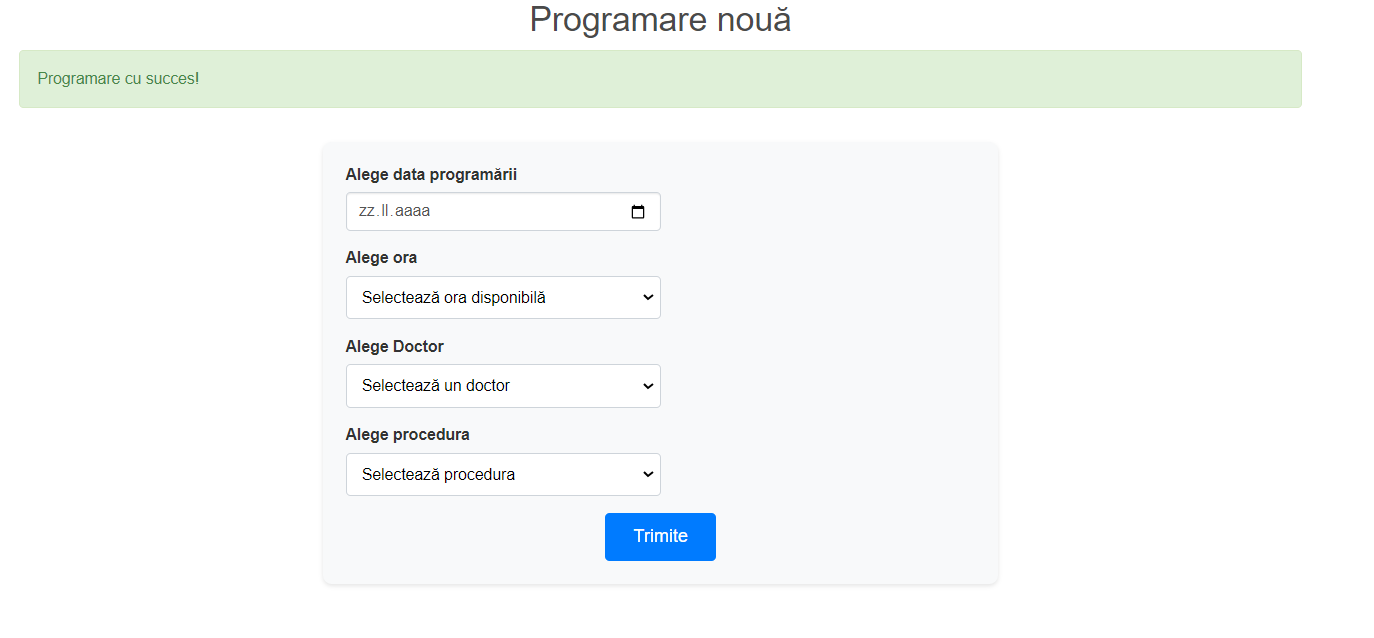 Programare nouă
Programare cu succes!
Alege data programării
zz.ll.aaaa
Alege ora
Selectează ora disponibilă
Alege Doctor
Selectează un doctor
Alege procedura
Selectează procedura
Trimite